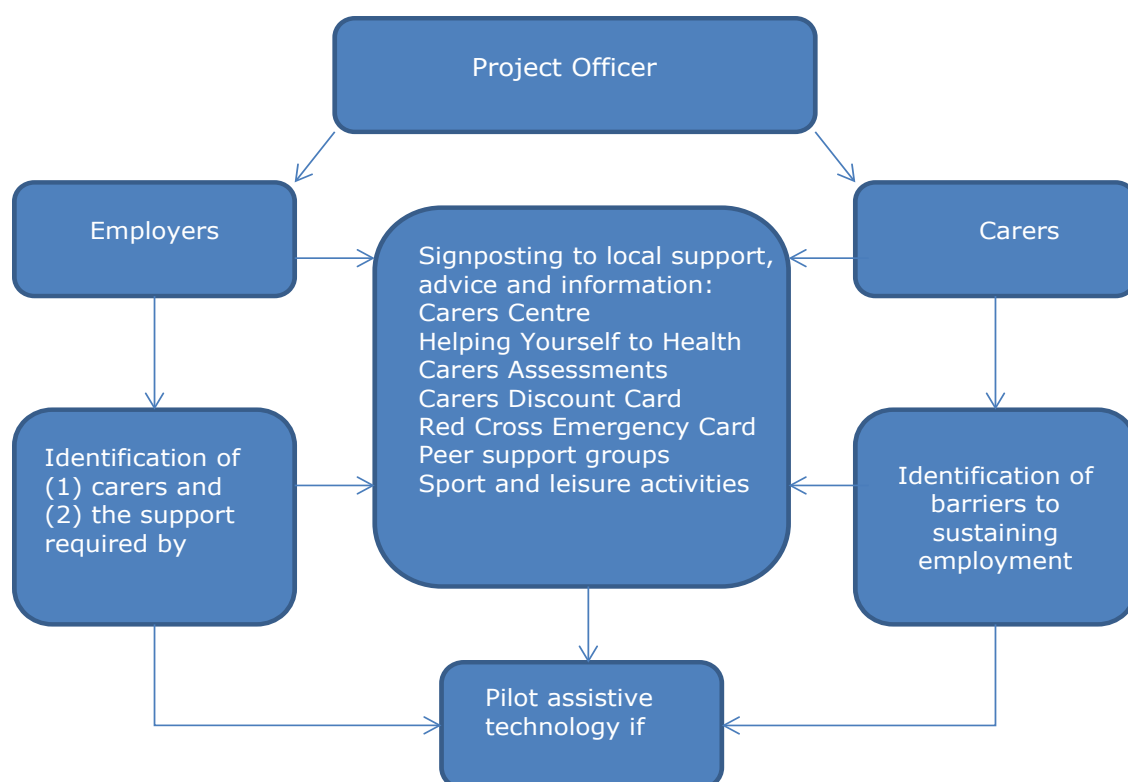 Project Officer
Employers
Carers
Signposting to local support,
advice and information:
Carers Centre
Helping Yourself to Health
Carers Assessments
Carers Discount Card
Red Cross Emergency Card
Peer support groups
Sport and leisure activities
Identification of
(1) carers and
(2) the support
required by
Identification of
barriers to
sustaining
employment
Pilot assistive
technology if